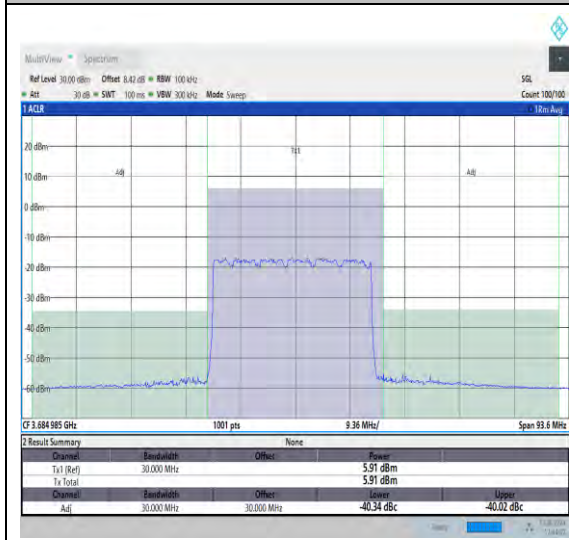 MultiView Spectrum
Ref Level 30.00 dBm Offset 8.42 dB RBW 100 kHz SGL
Att 30 dB SWT 100 ms VBW 300 kHz Mode Sweep Count 100/100
1 ACLR 1Rm Avg
20 dBm
Tx1
Adj Adj
10 dBm
0 dBm
-10 dBm
-20 dBm
-30 dBm
-40 dBm
-50 dBm
-60 dBm
CF 3.684985 GHz 1001 pts 9.36 MHz/ Span 93.6 MHz
2 Result Summary None
Channel Bandwidth Offset Power
Tx1 (Ref) 30.000 MHz 5.91 dBm
Tx Total 5.91 dBm
Channel Bandwidth Offset Lower Upper
Adj 30.000 MHz 30.000 MHz -40.34 dBc -40.02 dBc